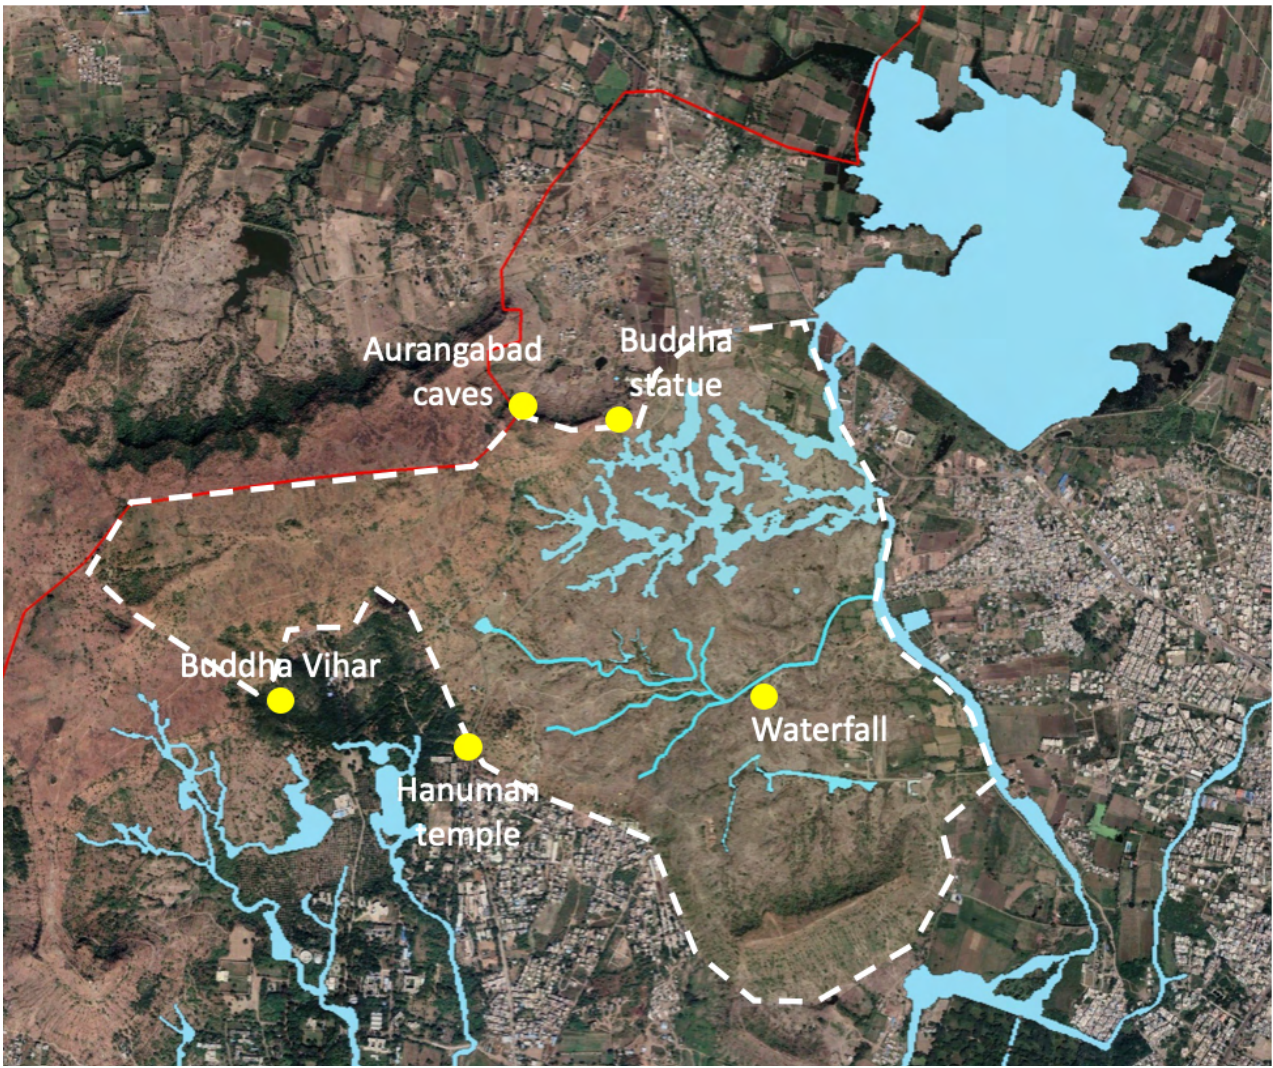 Aurangabad
caves
Buddha
statue
Buddha Vihar
Waterfall
Hanuman
temple